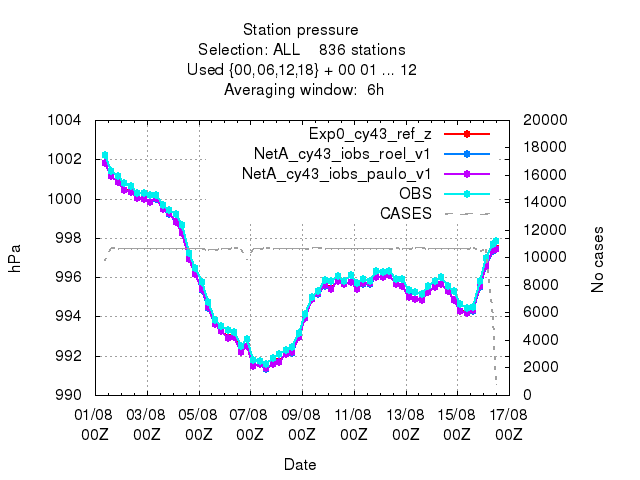 Station pressure
Selection: ALL    836 stations
Used {00,06,12,18} + 00 01 ... 12
Averaging window:  6h
1004
1002
1000
998
996
994
992
990
hPa
20000
18000
16000
14000
12000
10000
8000
6000
4000
2000
0
No cases
Exp0_cy43_ref_z
NetA_cy43_iobs_roel_v1
NetA_cy43_iobs_paulo_v1
OBS
CASES
01/08 03/08 05/08 07/08 09/08 11/08 13/08 15/08 17/08
00Z 00Z 00Z 00Z 00Z 00Z 00Z 00Z 00Z
Date